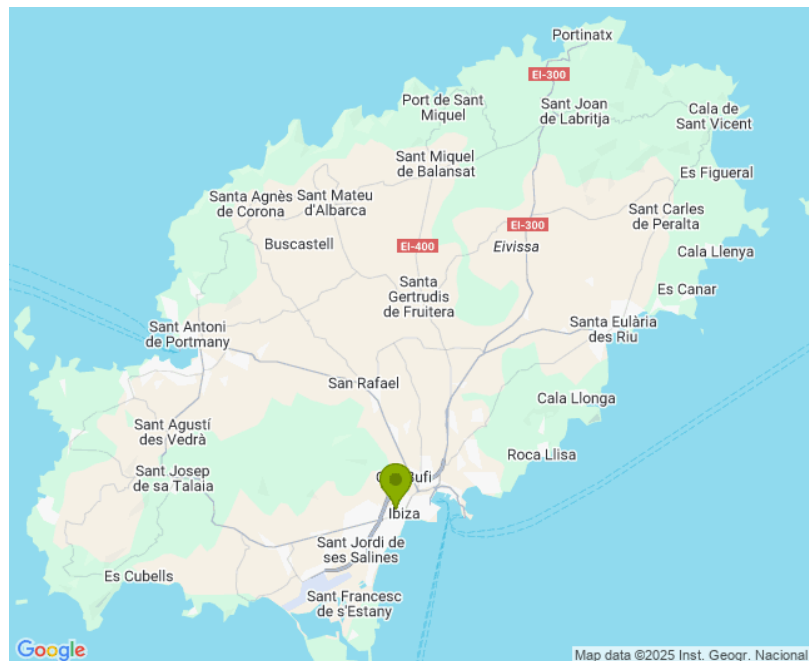 Portinatx
EI-300
Port de Sant
Miquel
Sant Joan
de Labritja
Cala de
Sant Vicent
Sant Miquel
de Balansat
Es Figueral
Santa Agnès
de Corona
Sant Mateu
d'Albarca
Sant Carles
de Peralta
EI-300
Buscastell
EI-400
Eivissa
Cala Llenya
Santa
Gertrudis
de Fruitera
Es Canar
Sant Antoni
de Portmany
Santa Eulària
des Riu
San Rafael
Cala Llonga
Sant Agustí
des Vedrà
Roca Llisa
Sant Josep
de sa Talaia
Bufi
Ibiza
Sant Jordi de
ses Salines
Es Cubells
Sant Francesc
de s'Estany
Google
Map data ©2025 Inst. Geogr. Nacional